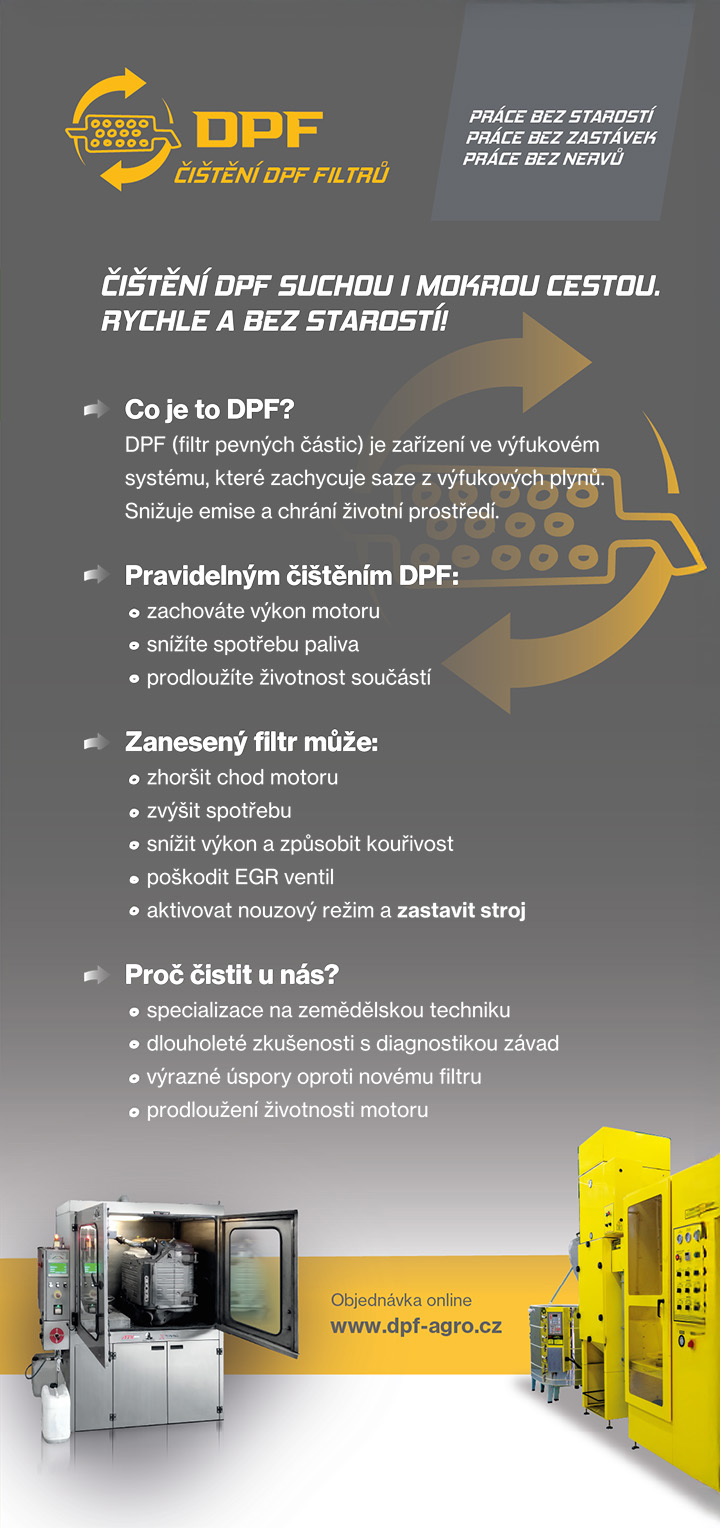 DPF
ČIŠTĚNÍ DPF FILTRŮ
PRÁCE BEZ STAROSTÍ
PRÁCE BEZ ZASTÁVEK
PRÁCE BEZ NERVŮ
ČIŠTĚNÍ DPF SUCHOU I MOKROU CESTOU.
RYCHLE A BEZ STAROSTÍ!
Co je to DPF?
DPF (filtr pevných částic) je zařízení ve výfukovém
systému, které zachycuje saze z výfukových plynů.
Snižuje emise a chrání životní prostředí.
Pravidelným čištěním DPF:
zachováte výkon motoru
snížíte spotřebu paliva
prodloužíte životnost součástí
Zanesený filtr může:
zhoršit chod motoru
zvýšit spotřebu
snížit výkon a způsobit kouřivost
poškodit EGR ventil
aktivovat nouzový režim a zastavit stroj
Proč čistit u nás?
specializace na zemědělskou techniku
dlouholeté zkušenosti s diagnostikou závad
výrazné úspory oproti novému filtru
prodloužení životnosti motoru
Objednávka online
www.dpf-agro.cz